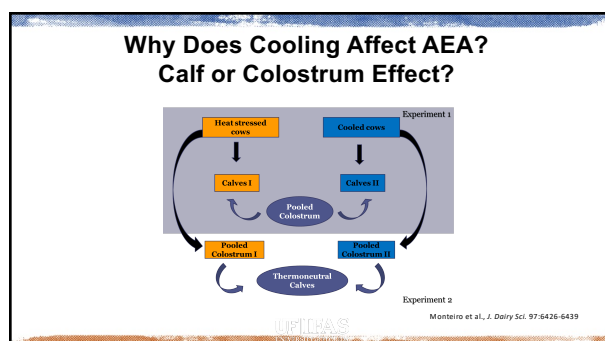 Why Does Cooling Affect AEA?
Calf or Colostrum Effect?
Experiment 1
Heat stressed
cows
Cooled cows
Calves I
Calves II
Pooled
Colostrum
Pooled
Colostrum I
Pooled
Colostrum II
Thermoneutral
Calves
Experiment 2
Monteiro et al., J. Dairy Sci. 97:6426-6439
UF|IFAS